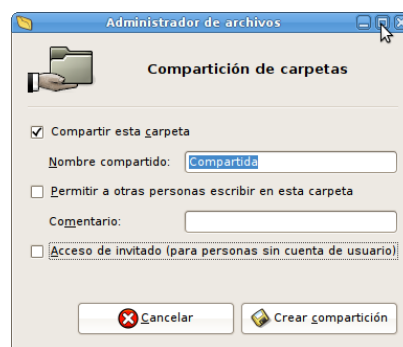 Administrador de archivos
Compartición de carpetas
Compartir esta carpeta
Nombre compartido: Compartida
Permitir a otras personas escribir en esta carpeta
Comentario:
Acceso de invitado (para personas sin cuenta de usuario)
Cancelar Crear compartición